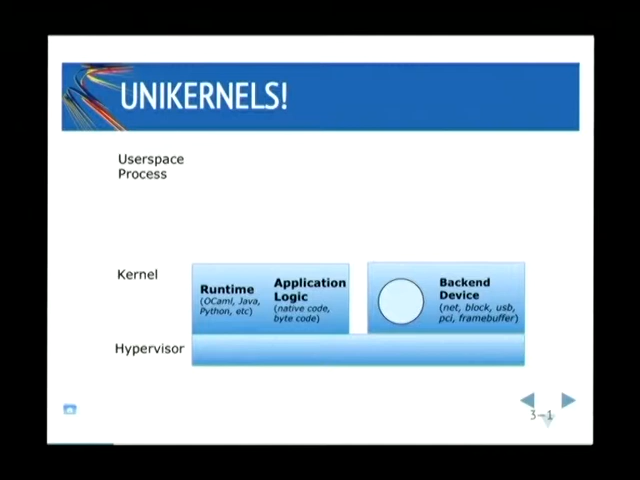 UNIKERNELS!
Userspace
Process
Kernel
Runtime
(OCaml, Java,
Python, etc)
Application
Logic
(native code,
byte code)
Backend
Device
(net, block, usb,
pci, framebuffer)
Hypervisor
3-1